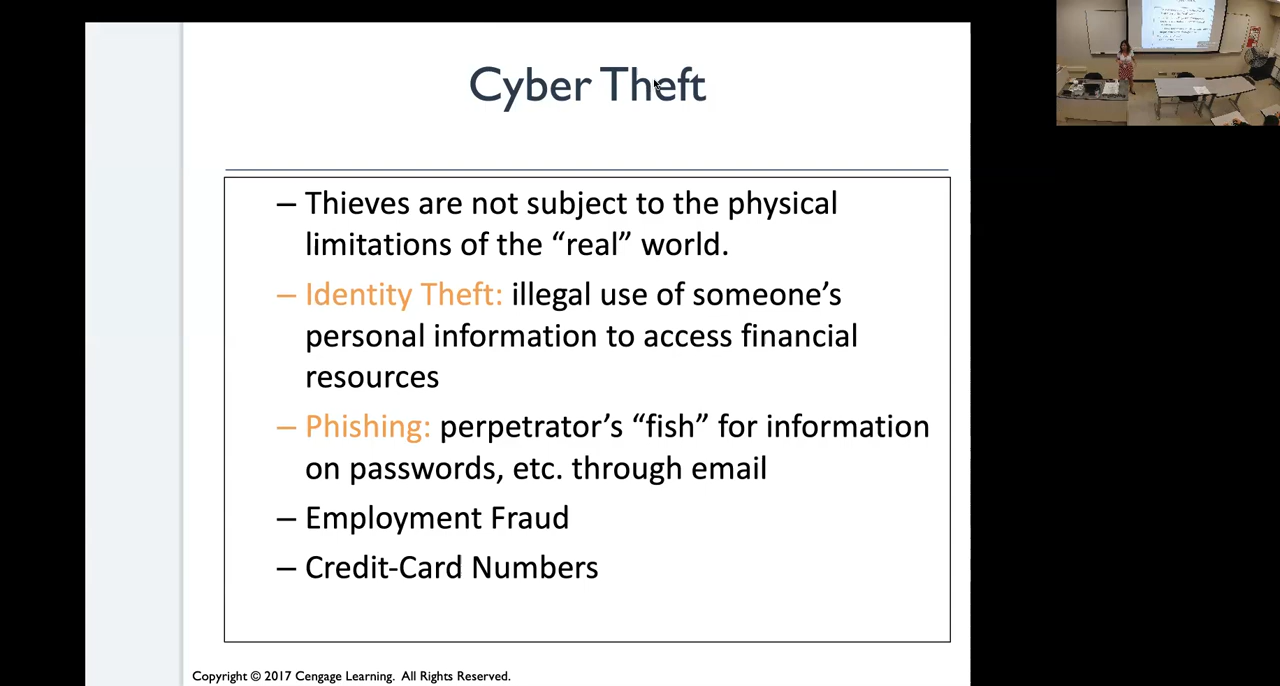 Cyber Theft
– Thieves are not subject to the physical
limitations of the “real” world.
– Identity Theft: illegal use of someone’s
personal information to access financial
resources
– Phishing: perpetrator’s “fish” for information
on passwords, etc. through email
– Employment Fraud
– Credit-Card Numbers
Copyright © 2017 Cengage Learning. All Rights Reserved.